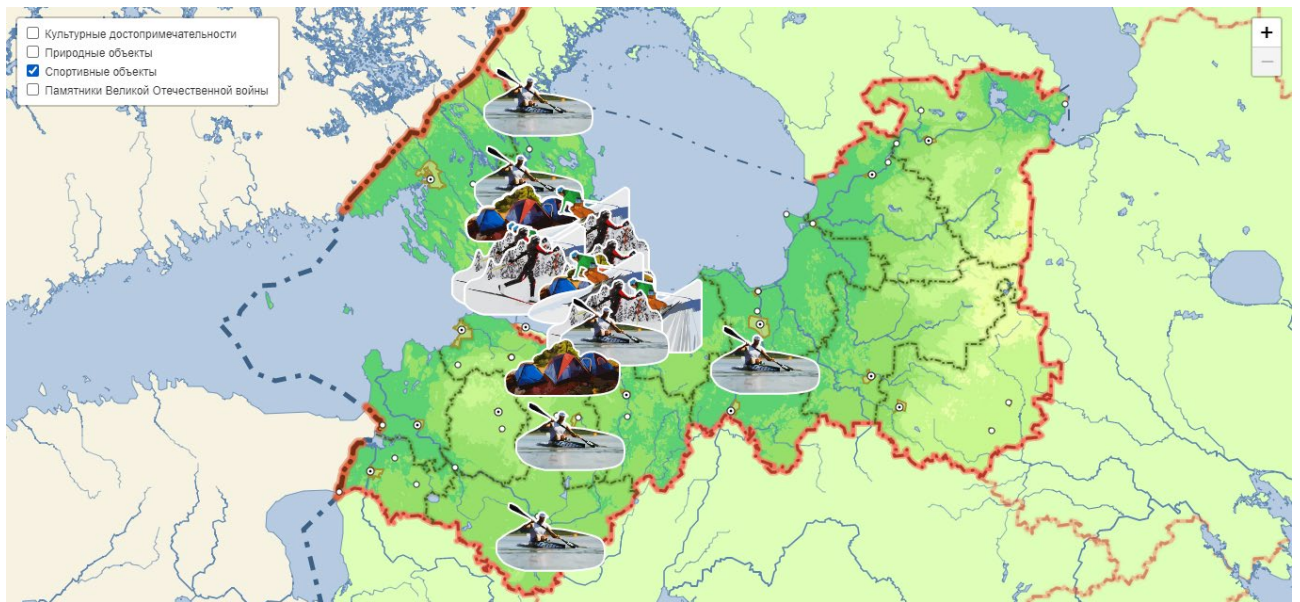 Культурные достопримечательности
Природные объекты
Спортивные объекты
Памятники Великой Отечественной войны
+
−